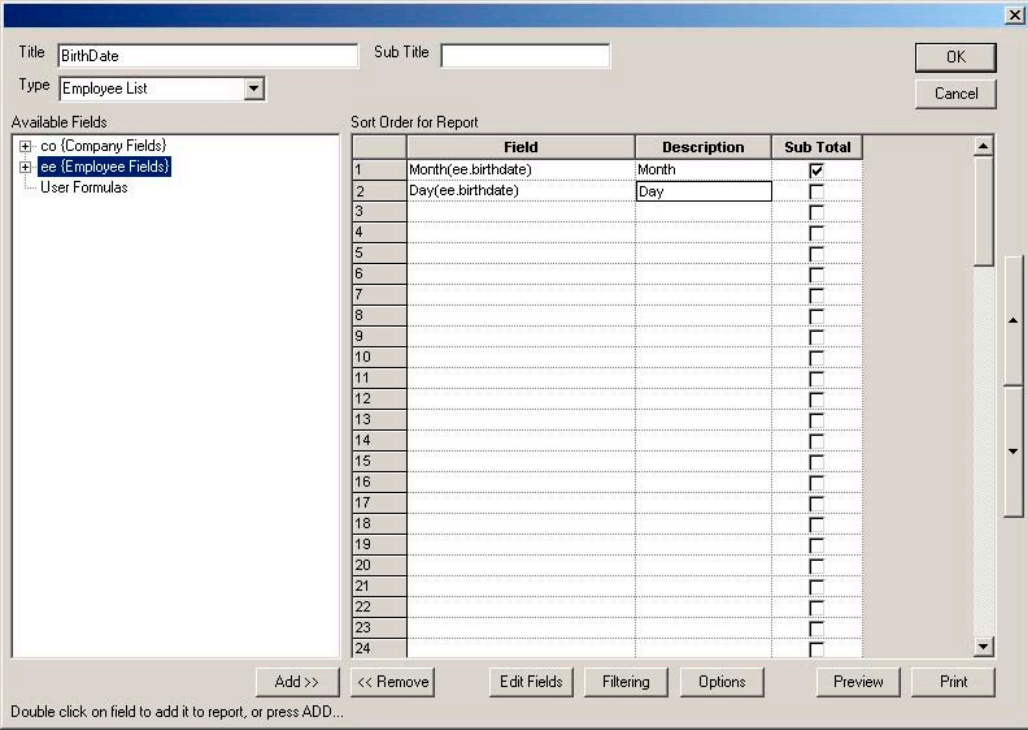 Title BirthDate Sub Title OK
Type Employee List Cancel
Available Fields Sort Order for Report
co {Company Fields}
ee {Employee Fields}
User Formulas
Field Description Sub Total
1 Month(ee.birthdate) Month
2 Day(ee.birthdate) Day
3
4
5
6
7
8
9
10
11
12
13
14
15
16
17
18
19
20
21
22
23
24
Add >> << Remove Edit Fields Filtering Options Preview Print
Double click on field to add it to report, or press ADD...